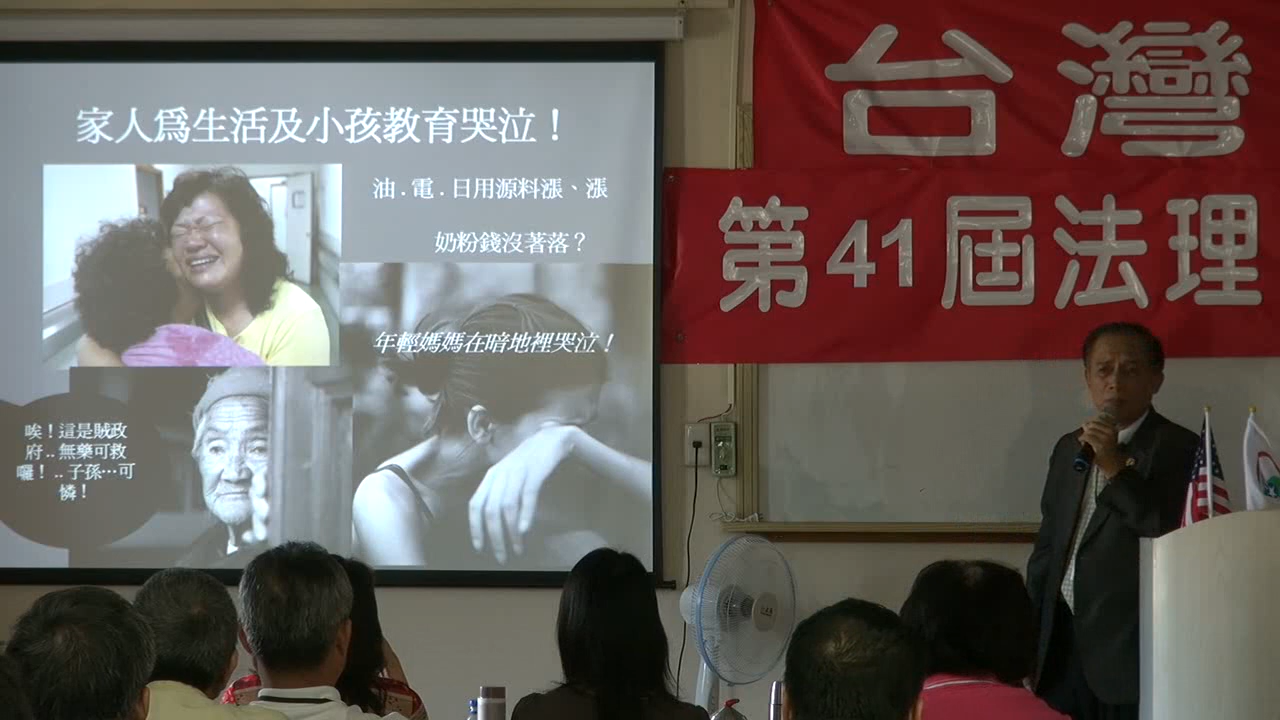 家人爲生活及小孩教育哭泣！
油．電．日用源料漲、漲
奶粉錢沒著落？
年輕媽媽在暗地裡哭泣！
唉！這是賊政
府..無藥可救
囉！..子孫…可
憐！
台灣
第41屆法理